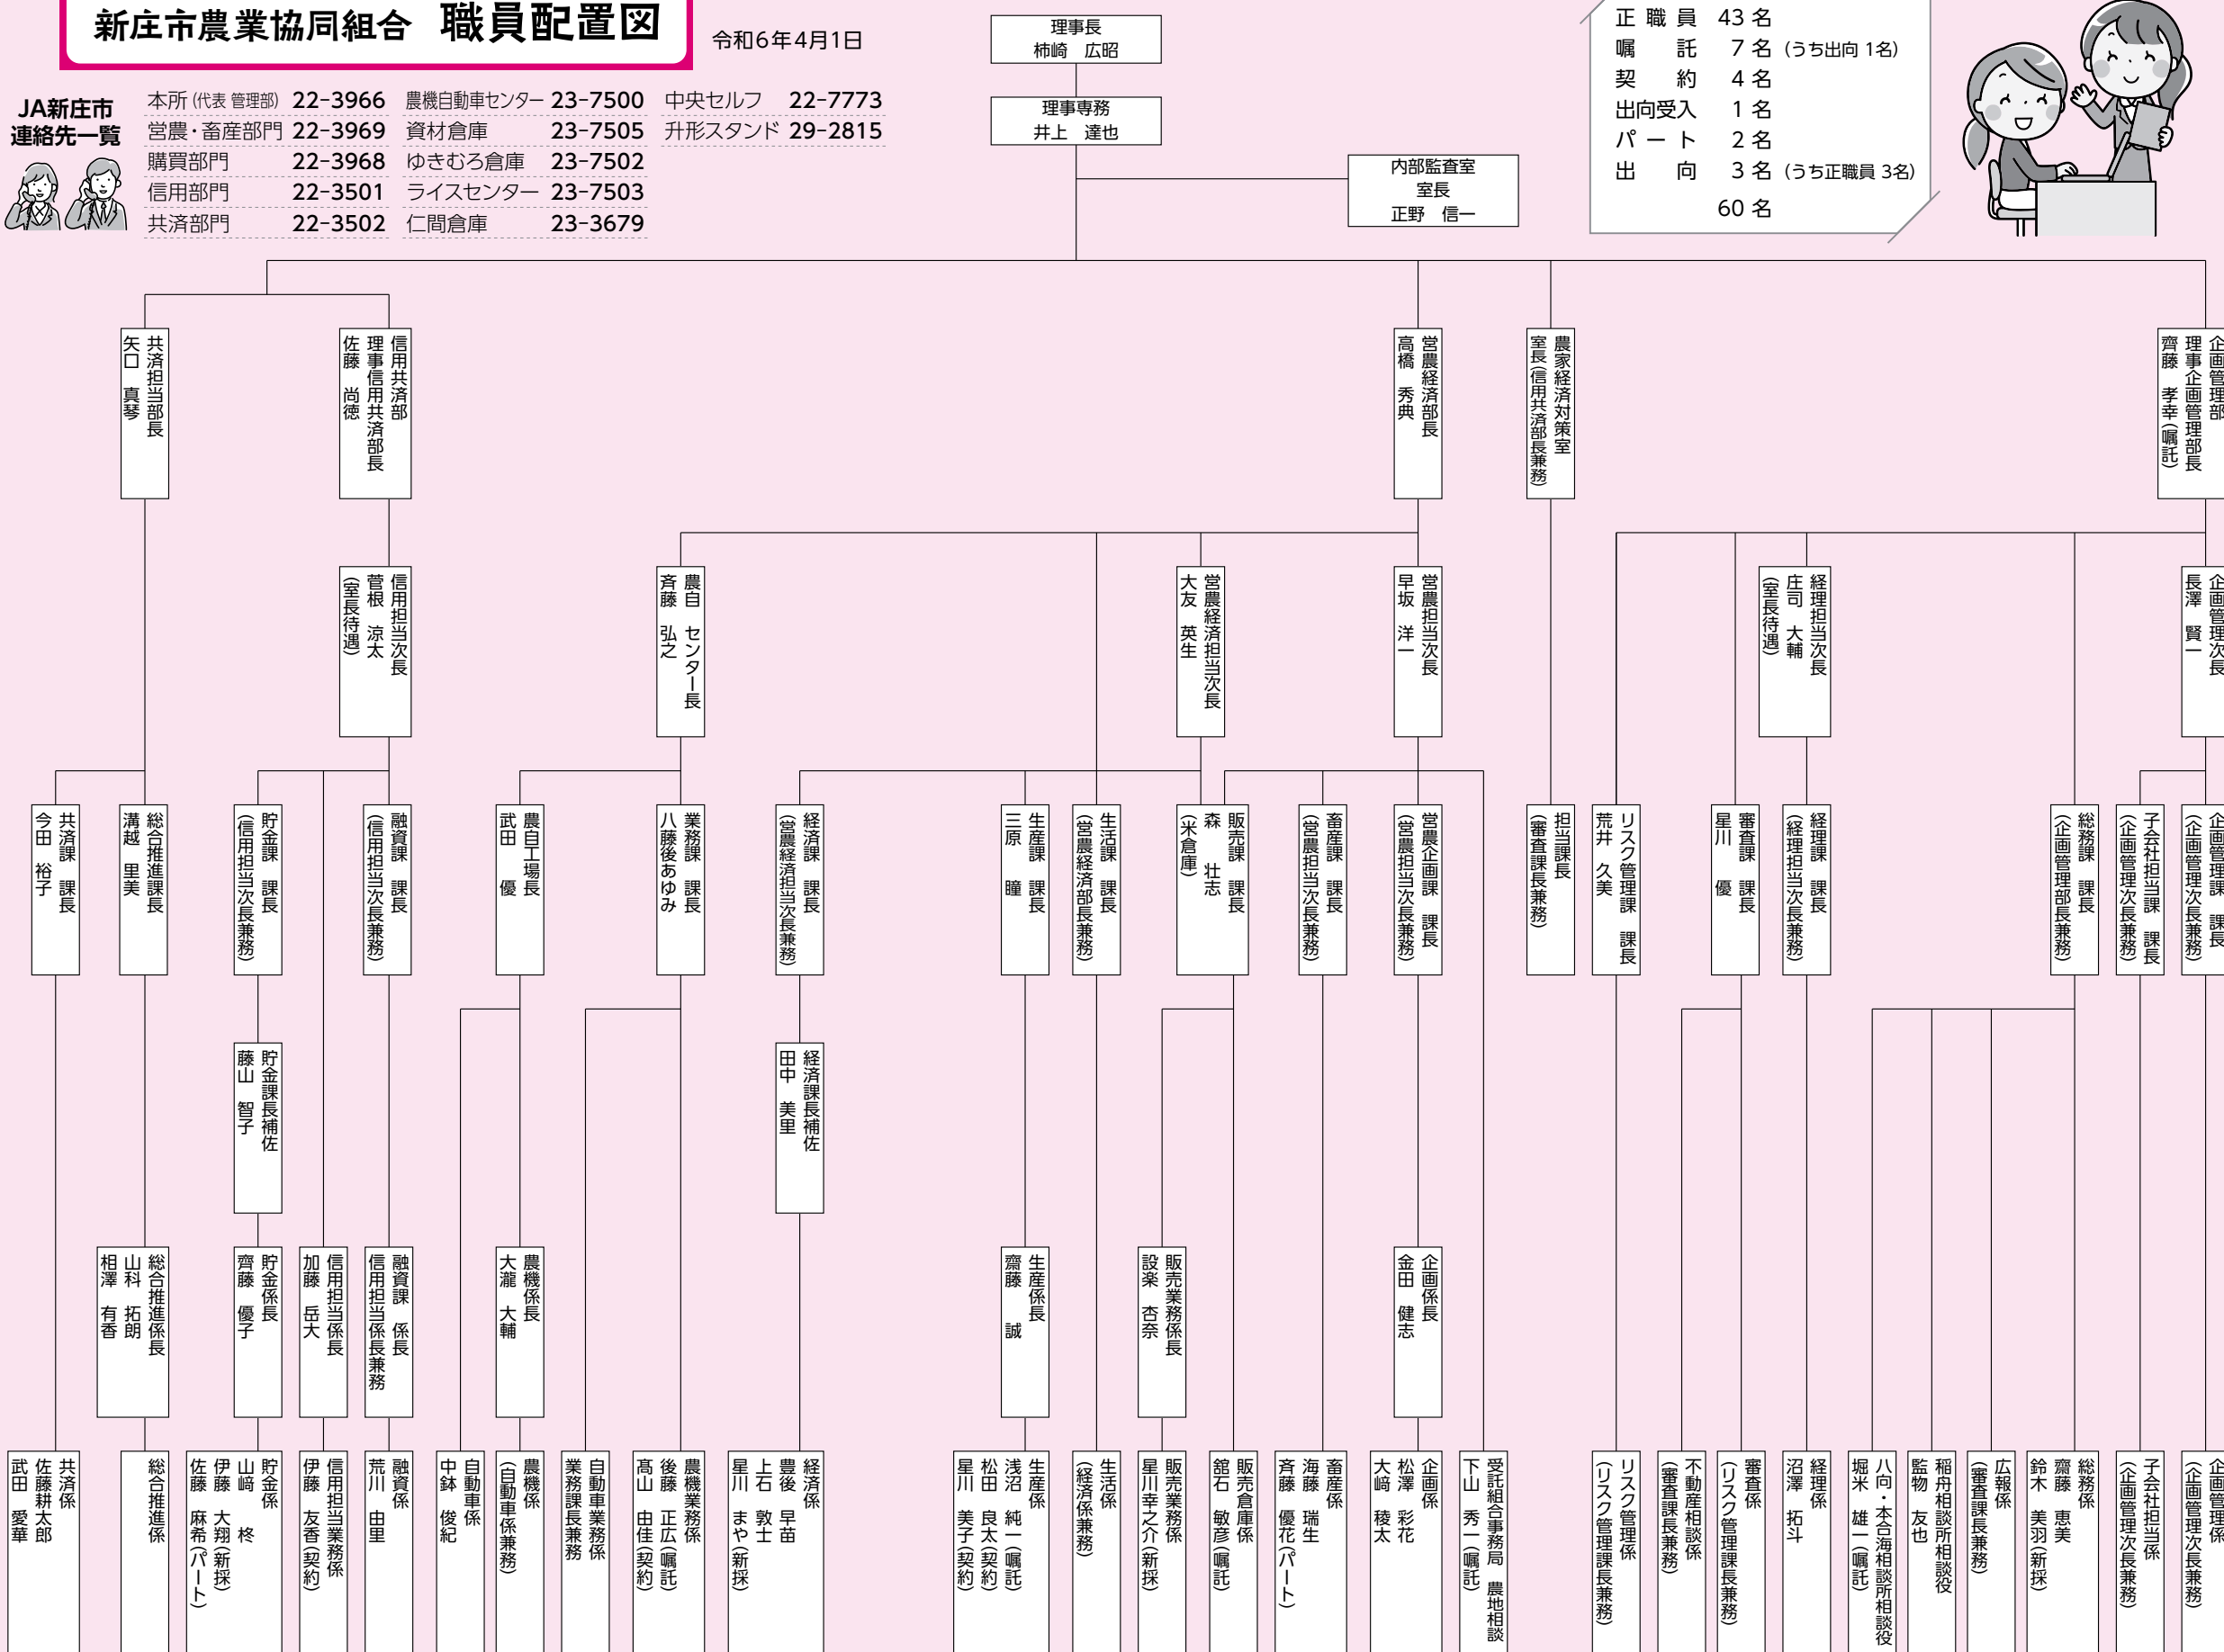 新庄市農業協同組合 職員配置図
令和6年4月1日
JA新庄市
連絡先一覧
本所(代表 管理部) 22-3966
営農・畜産部門 22-3969
購買部門 22-3968
信用部門 22-3501
共済部門 22-3502
農機自動車センター 23-7500
資材倉庫 23-7505
ゆきむろ倉庫 23-7502
ライスセンター 23-7503
仁間倉庫 23-3679
中央セルフ 22-7773
升形スタンド 29-2815
理事長
柿崎 広昭
理事専務
井上 達也
内部監査室
室長
正野 信一
正職員 43名
嘱託 7名(うち出向 1名)
契約 4名
出向受入 1名
パート 2名
出向 3名(うち正職員 3名)
60名
企画管理部
理事企画管理部長
齊藤 孝幸(嘱託)
農家経済対策室
室長(信用共済部長兼務)
営農経済部長
高橋 秀典
信用共済部
理事信用共済部長
佐藤 尚徳
共済担当部長
矢口 真琴
企画管理次長
長澤 賢一
経理担当次長
庄司 大輔
(室長待遇)
営農担当次長
早坂 洋一
営農経済担当次長
大友 英生
農自 センター長
斉藤 弘之
信用担当次長
菅根 涼太
(室長待遇)
企画管理課 課長
(企画管理次長兼務)
子会社担当課 課長
(企画管理次長兼務)
総務課 課長
(企画管理部長兼務)
経理課 課長
(経理担当次長兼務)
審査課 課長
星川 優
リスク管理課 課長
荒井 久美
担当課長
(審査課長兼務)
営農企画課 課長
(営農担当次長兼務)
畜産課 課長
(営農担当次長兼務)
販売課 課長
森 壮志
(米倉庫)
生活課 課長
(営農経済部長兼務)
生産課 課長
三原 瞳
経済課 課長
(営農経済担当次長兼務)
業務課 課長
八藤後あゆみ
農自工場長
武田 優
融資課 課長
(信用担当次長兼務)
貯金課 課長
(信用担当次長兼務)
総合推進課長
溝越 里美
共済課 課長
今田 裕子
経済課長補佐
田中 美里
貯金課長補佐
藤山 智子
企画係長
金田 健志
販売業務係長
設楽 杏奈
生産係長
齋藤 誠
農機係長
大瀧 大輔
融資課 係長
信用担当係長兼務
信用担当係長
加藤 岳大
貯金係長
齊藤 優子
総合推進係長
山科 拓朗
相澤 有香
企画管理係
(企画管理次長兼務)
子会社担当係
(企画管理次長兼務)
総務係
齋藤 恵美
鈴木 美羽(新採)
広報係
(審査課長兼務)
稲舟相談所相談役
監物 友也
八向・本合海相談所相談役
堀米 雄一(嘱託)
経理係
沼澤 拓斗
審査係
(リスク管理課長兼務)
不動産相談係
(審査課長兼務)
リスク管理係
(リスク管理課長兼務)
受託組合事務局 農地相談
下山 秀一(嘱託)
企画係
松澤 彩花
大﨑 稜太
畜産係
海藤 瑞生
斉藤 優花(パート)
販売倉庫係
舘石 敏彦(嘱託)
販売業務係
星川幸之介(新採)
生活係
(経済係兼務)
生産係
浅沼 純一(嘱託)
松田 良太(契約)
星川 美子(契約)
経済係
豊後 早苗
上石 敦士
星川 まや(新採)
農機業務係
後藤 正広(嘱託)
髙山 由佳(契約)
自動車業務係
業務課長兼務
農機係
(自動車係兼務)
自動車係
中鉢 俊紀
融資係
荒川 由里
信用担当業務係
伊藤 友香(契約)
貯金係
山﨑 柊
伊藤 大翔(新採)
佐藤 麻希(パート)
総合推進係
共済係
佐藤耕太郎
武田 愛華